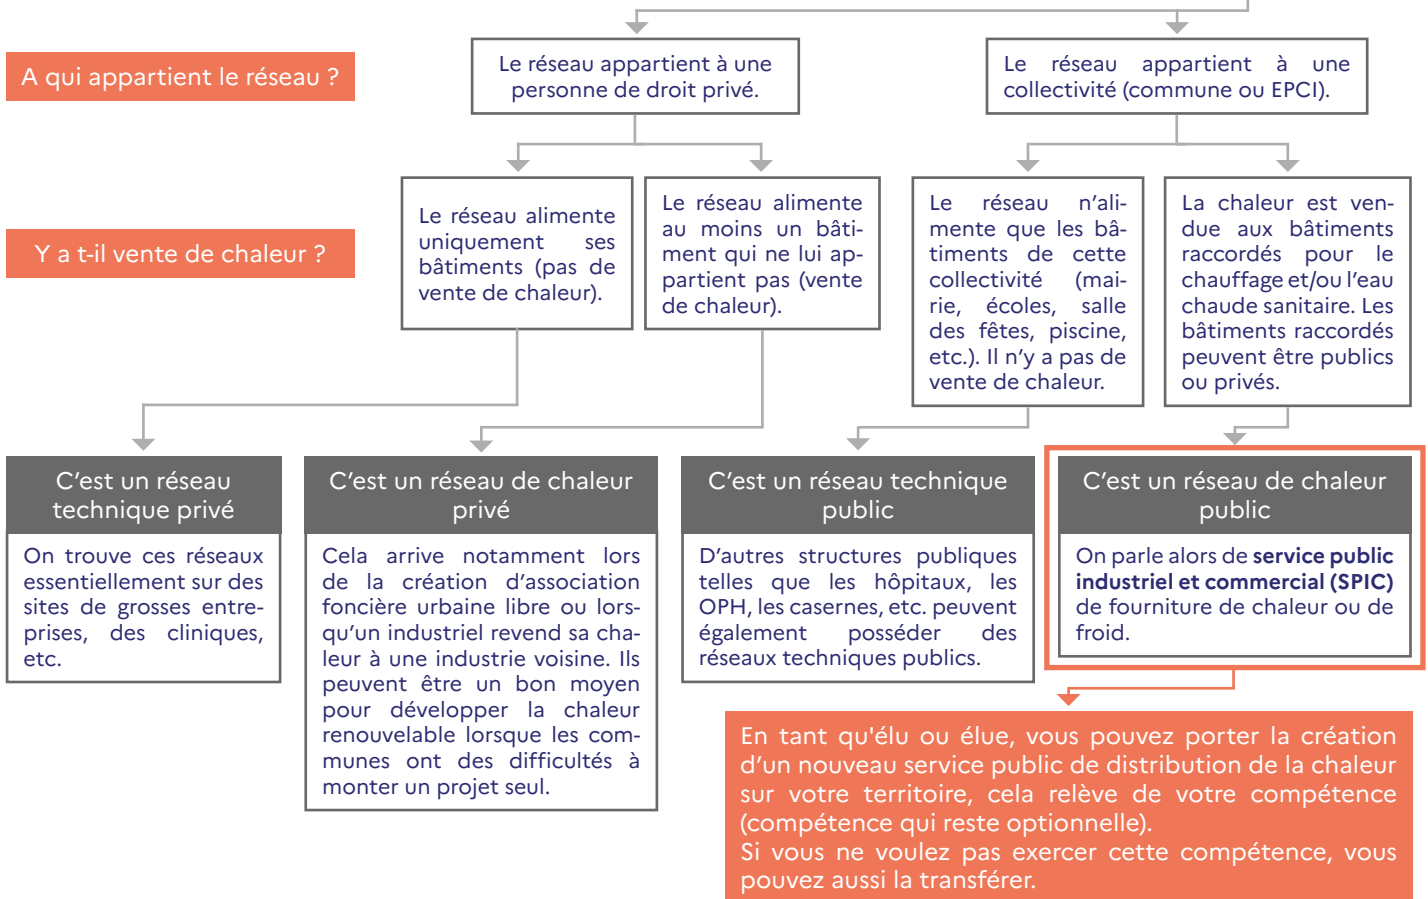 A qui appartient le réseau ?
Le réseau appartient à une
personne de droit privé.
Le réseau appartient à une
collectivité (commune ou EPCI).
Y a t-il vente de chaleur ?
Le réseau alimente
uniquement ses
bâtiments (pas de
vente de chaleur).
Le réseau alimente
au moins un bâti-
ment qui ne lui ap-
partient pas (vente
de chaleur).
Le réseau n’ali-
mente que les bâ-
timents de cette
collectivité (mai-
rie, écoles, salle
des fêtes, piscine,
etc.). Il n’y a pas de
vente de chaleur.
La chaleur est ven-
due aux bâtiments
raccordés pour le
chauffage et/ou l’eau
chaude sanitaire. Les
bâtiments raccordés
peuvent être publics
ou privés.
C’est un réseau
technique privé
On trouve ces réseaux
essentiellement sur des
sites de grosses entre-
prises, des cliniques,
etc.
C’est un réseau de chaleur
privé
Cela arrive notamment lors
de la création d’association
foncière urbaine libre ou lors-
qu’un industriel revend sa cha-
leur à une industrie voisine. Ils
peuvent être un bon moyen
pour développer la chaleur
renouvelable lorsque les com-
munes ont des difficultés à
monter un projet seul.
C’est un réseau technique
public
D’autres structures publiques
telles que les hôpitaux, les
OPH, les casernes, etc. peuvent
également posséder des
réseaux techniques publics.
C’est un réseau de chaleur
public
On parle alors de service public
industriel et commercial (SPIC)
de fourniture de chaleur ou de
froid.
En tant qu'élu ou élue, vous pouvez porter la création
d’un nouveau service public de distribution de la chaleur
sur votre territoire, cela relève de votre compétence
(compétence qui reste optionnelle).
Si vous ne voulez pas exercer cette compétence, vous
pouvez aussi la transférer.